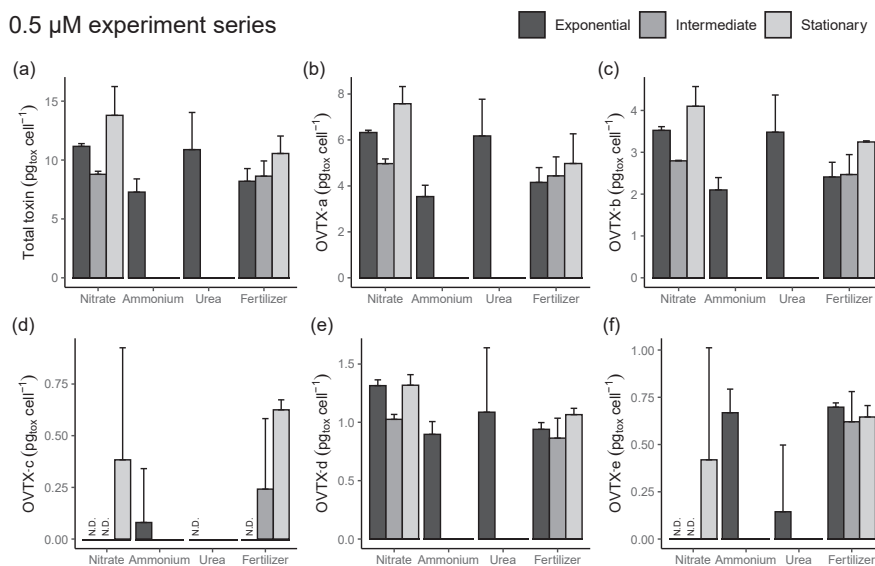 0.5 µM experiment series
Exponential Intermediate Stationary
(a)
Total toxin (pgtox cell−1)
15
10
5
0
Nitrate Ammonium Urea Fertilizer
(b)
OVTX-a (pgtox cell−1)
8
6
4
2
0
Nitrate Ammonium Urea Fertilizer
(c)
OVTX-b (pgtox cell−1)
4
3
2
1
0
Nitrate Ammonium Urea Fertilizer
(d)
OVTX-c (pgtox cell−1)
0.75
0.50
0.25
0.00
N.D.
N.D.
N.D.
N.D.
Nitrate Ammonium Urea Fertilizer
(e)
OVTX-d (pgtox cell−1)
1.5
1.0
0.5
0.0
Nitrate Ammonium Urea Fertilizer
(f)
OVTX-e (pgtox cell−1)
1.00
0.75
0.50
0.25
0.00
N.D.
N.D.
Nitrate Ammonium Urea Fertilizer